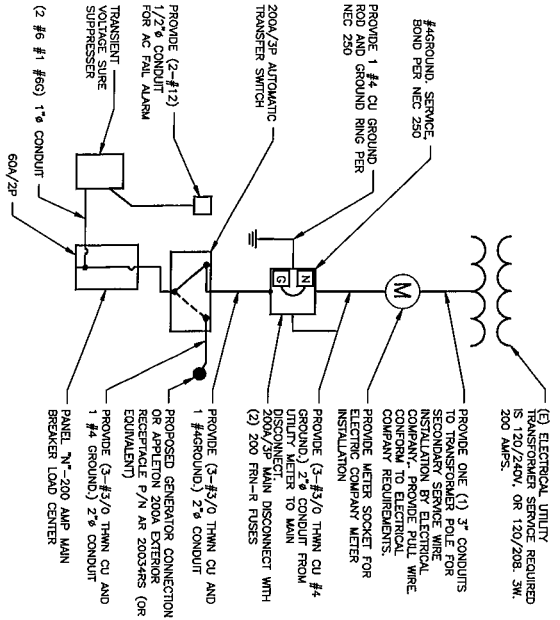 (E) ELECTRICAL UTILITY
TRANSFORMER SERVICE REQUIRED
IS 120/240V. OR 120/208. 3W.
200 AMPS.
PROVIDE ONE (1) 3" CONDUITS
TO TRANSFORMER POLE FOR
SECONDARY SERVICE WIRE
INSTALLATION BY ELECTRICAL
COMPANY. PROVIDE PULL WIRE.
CONFORM TO ELECTRICAL
COMPANY REQUIREMENTS.
M
PROVIDE METER SOCKET FOR
ELECTRIC COMPANY METER
INSTALLATION
#4GROUND, SERVICE,
BOND PER NEC 250
PROVIDE 1 #4 CU GROUND
ROD AND GROUND RING PER
NEC 250
N
G
PROVIDE (3-#3/0 THWN CU #4
GROUND,) 2"ø CONDUIT FROM
UTILITY METER TO MAIN
DISCONNECT.
200A/3P MAIN DISCONNECT WITH
(2) 200 FRN-R FUSES
PROVIDE (3-#3/0 THWN CU AND
1 #4GROUND,) 2"ø CONDUIT
200A/3P AUTOMATIC
TRANSFER SWITCH
PROPOSED GENERATOR CONNECTION
OR APPLETON 200A EXTERIOR
RECEPTACLE P/N AR 20034RS (OR
EQUIVALENT)
PROVIDE (2-#12)
1/2"ø CONDUIT
FOR AC FAIL ALARM
PROVIDE (3-#3/0 THWN CU AND
1 #4 GROUND,) 2"ø CONDUIT
TRANSIENT
VOLTAGE SURE
SUPPRESSER
PANEL "N"-200 AMP MAIN
BREAKER LOAD CENTER
(2 #6 #1 #6G) 1"ø CONDUIT
60A/2P